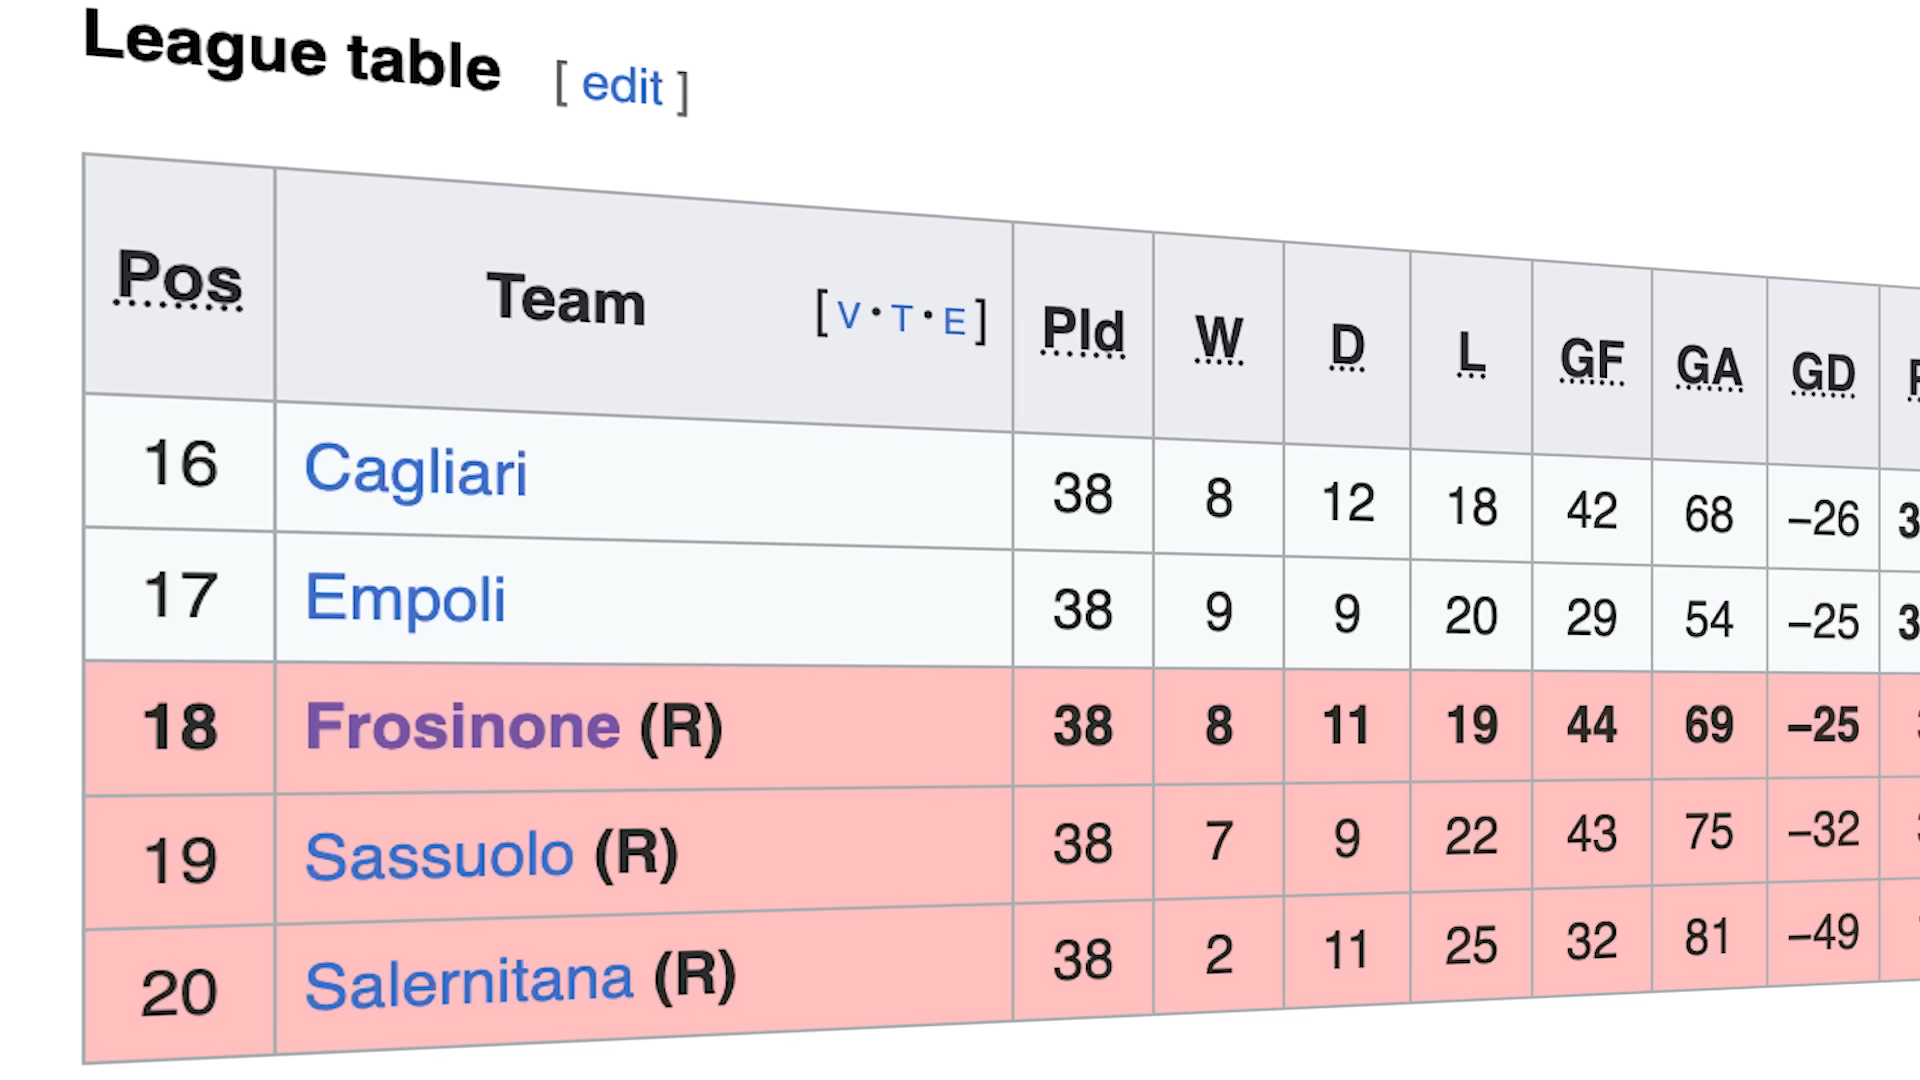 League table [ edit ]
Pos Team [ V · T · E ] Pld W D L GF GA GD
16 Cagliari 38 8 12 18 42 68 −26
17 Empoli 38 9 9 20 29 54 −25
18 Frosinone (R) 38 8 11 19 44 69 −25
19 Sassuolo (R) 38 7 9 22 43 75 −32
20 Salernitana (R) 38 2 11 25 32 81 −49